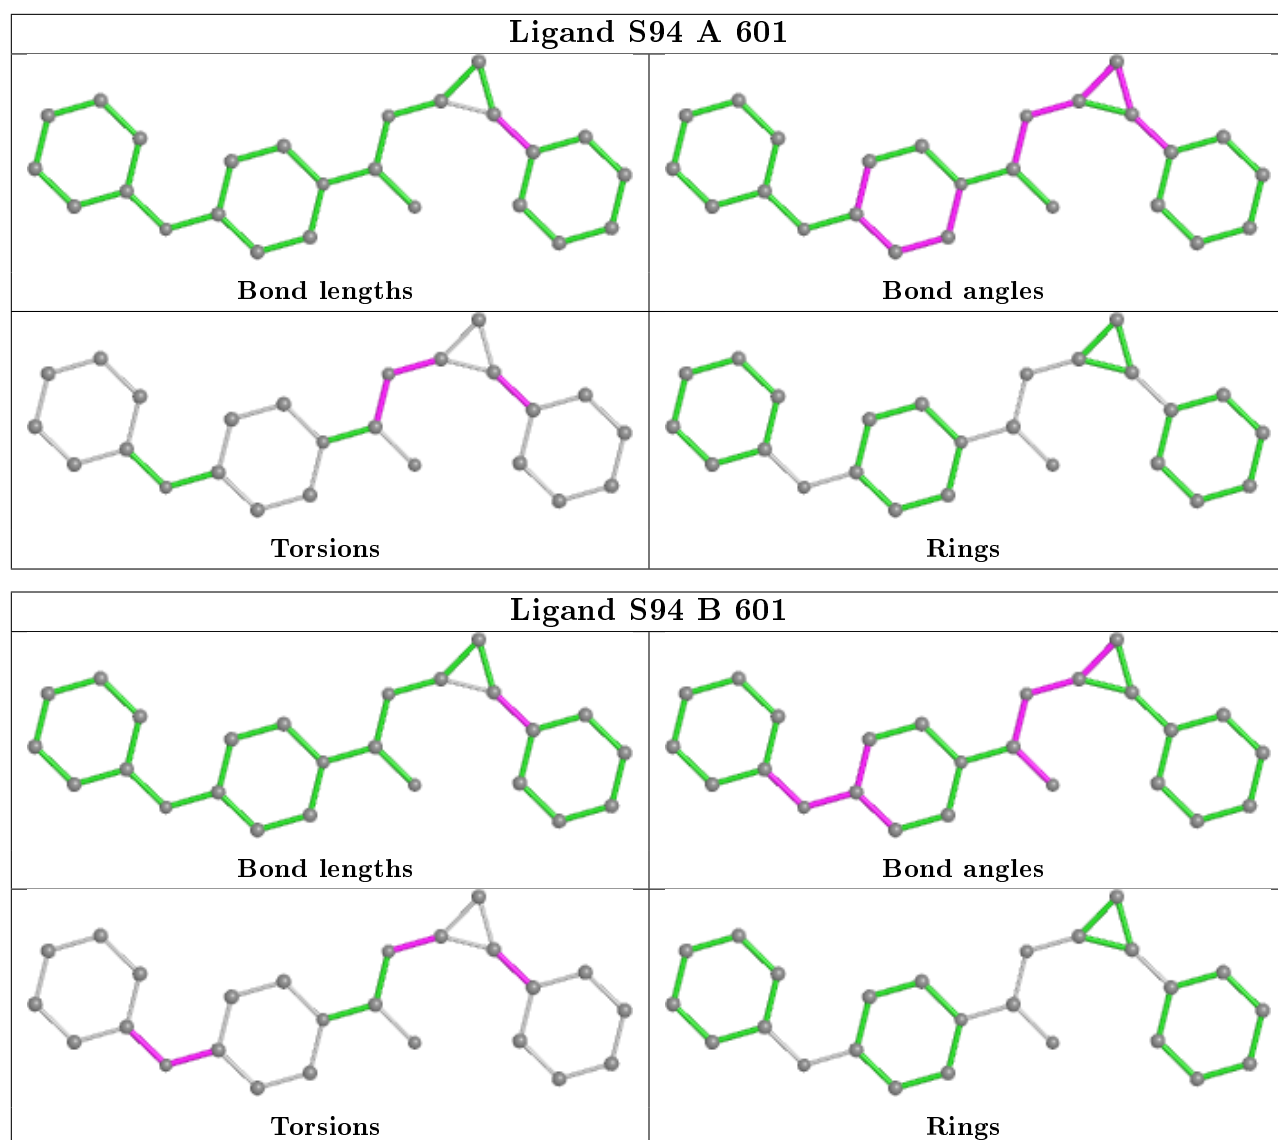 Ligand S94 A 601
Bond lengths
Bond angles
Torsions
Rings
Ligand S94 B 601
Bond lengths
Bond angles
Torsions
Rings